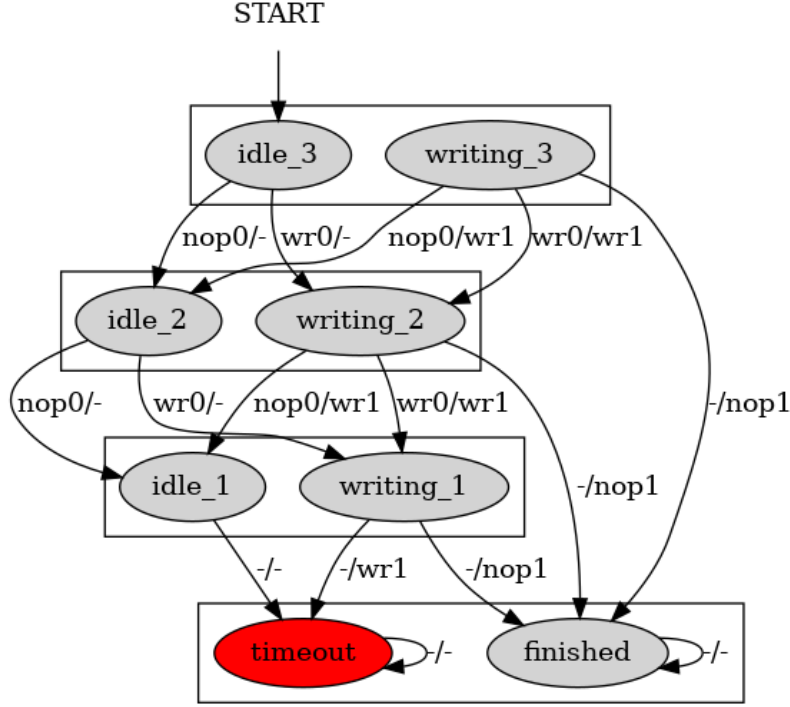 START
idle_3 writing_3
nop0/- wr0/- nop0/wr1 wr0/wr1
idle_2 writing_2
nop0/- wr0/- nop0/wr1 wr0/wr1 -/nop1
idle_1 writing_1
-/nop1
-/- -/wr1 -/nop1
timeout -/- finished -/-